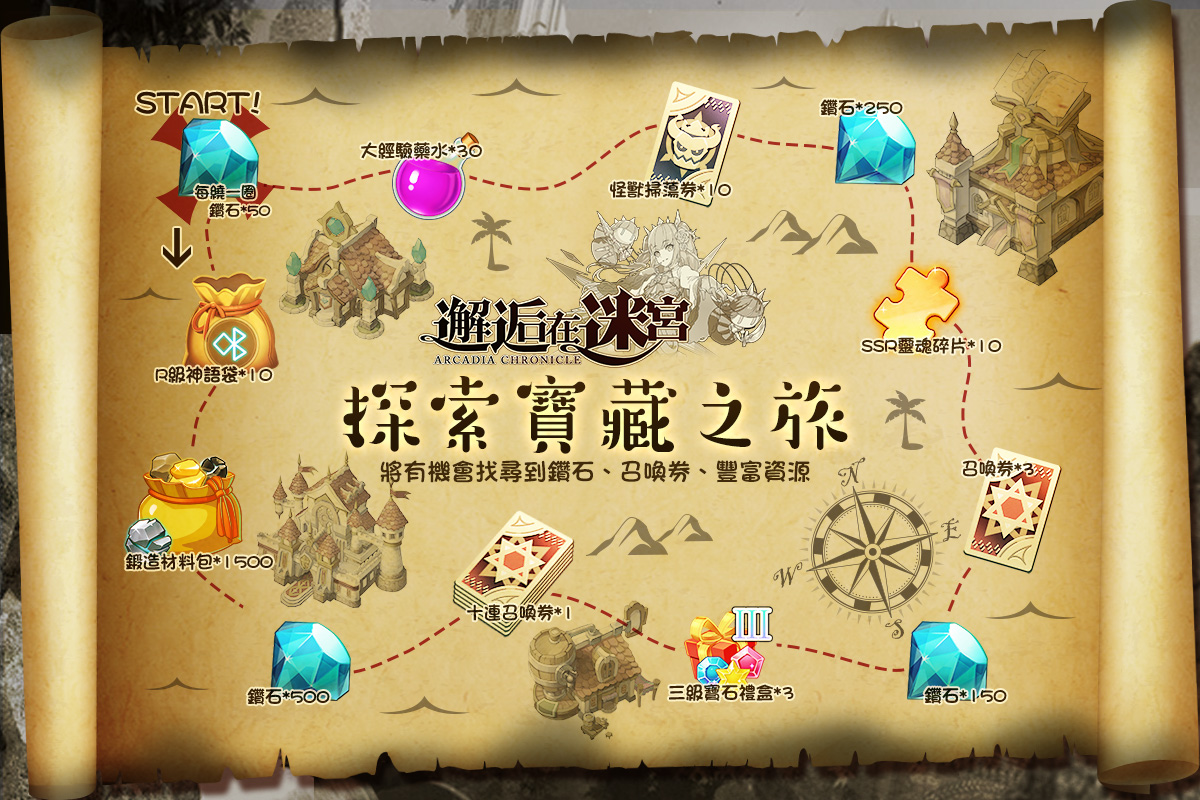 START!
每繞一圈
鑽石*50
大經驗藥水*30
怪獸掃蕩券*10
鑽石*250
R級神語袋*10
SSR靈魂碎片*10
邂逅在迷宮
ARCADIA CHRONICLE
探索寶藏之旅
將有機會找尋到鑽石、召喚券、豐富資源
召喚券*3
N
E
W
S
鍛造材料包*1500
十連召喚券*1
III
鑽石*500
三級寶石禮盒*3
鑽石*150